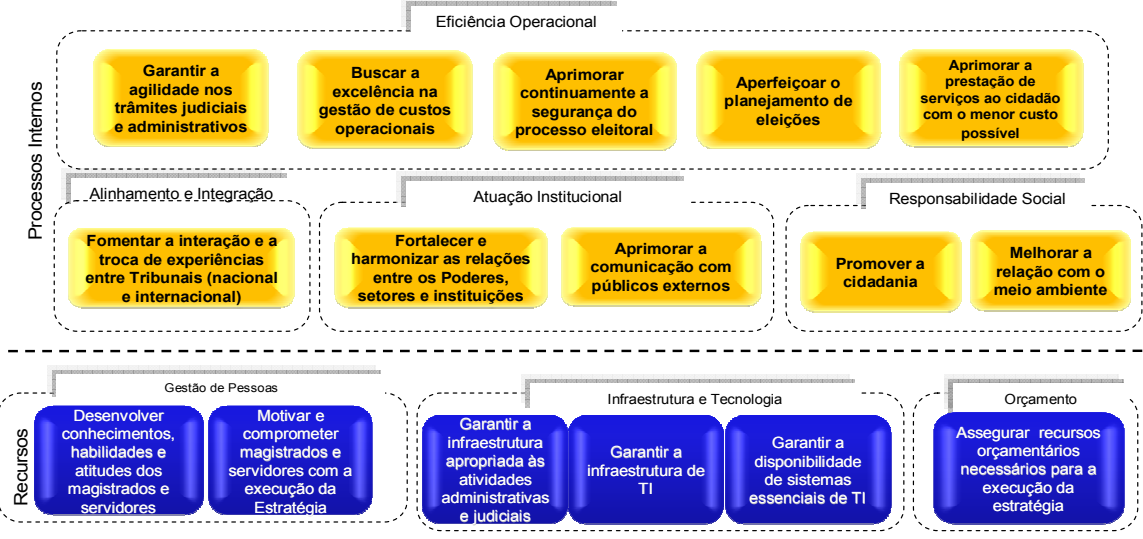 Eficiência Operacional
Processos Internos
Garantir a
agilidade nos
trâmites judiciais
e administrativos
Buscar a
excelência na
gestão de custos
operacionais
Aprimorar
continuamente a
segurança do
processo eleitoral
Aperfeiçoar o
planejamento de
eleições
Aprimorar a
prestação de
serviços ao cidadão
com o menor custo
possível
Alinhamento e Integração
Fomentar a interação e a
troca de experiências
entre Tribunais (nacional
e internacional)
Atuação Institucional
Fortalecer e
harmonizar as relações
entre os Poderes,
setores e instituições
Aprimorar a
comunicação com
públicos externos
Responsabilidade Social
Promover a
cidadania
Melhorar a
relação com o
meio ambiente
Recursos
Gestão de Pessoas
Desenvolver
conhecimentos,
habilidades e
atitudes dos
magistrados e
servidores
Motivar e
comprometer
magistrados e
servidores com a
execução da
Estratégia
Infraestrutura e Tecnologia
Garantir a
infraestrutura
apropriada às
atividades
administrativas
e judiciais
Garantir a
infraestrutura de
TI
Garantir a
disponibilidade
de sistemas
essenciais de TI
Orçamento
Assegurar recursos
orçamentários
necessários para a
execução da
estratégia